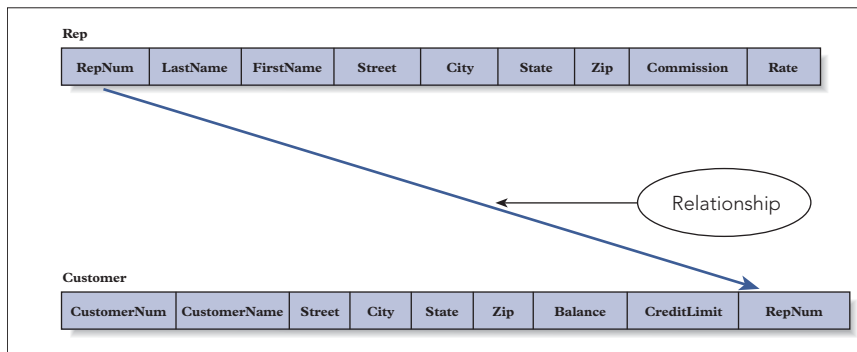 Rep
RepNum LastName FirstName Street City State Zip Commission Rate
Relationship
Customer
CustomerNum CustomerName Street City State Zip Balance CreditLimit RepNum